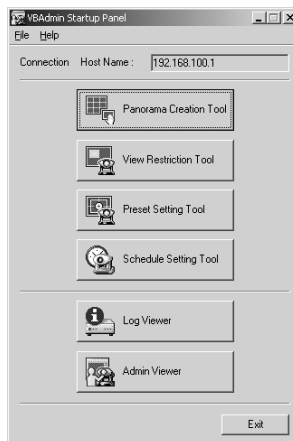 VBAdmin Startup Panel
File Help
Connection Host Name : 192.168.100.1
Panorama Creation Tool
View Restriction Tool
Preset Setting Tool
Schedule Setting Tool
Log Viewer
Admin Viewer
Exit